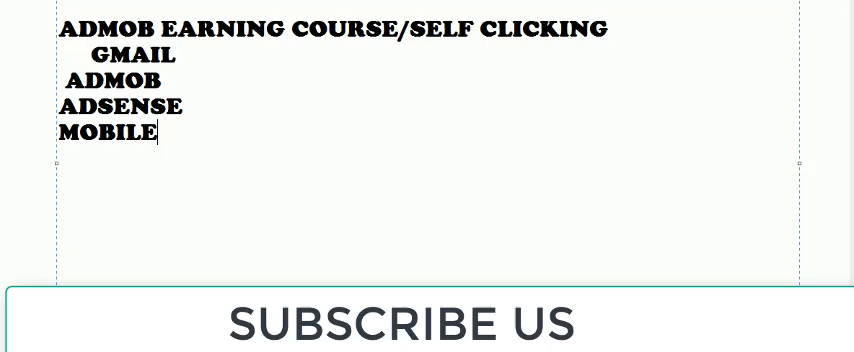 ADMOB EARNING COURSE/SELF CLICKING
GMAIL
ADMOB
ADSENSE
MOBILE
SUBSCRIBE US